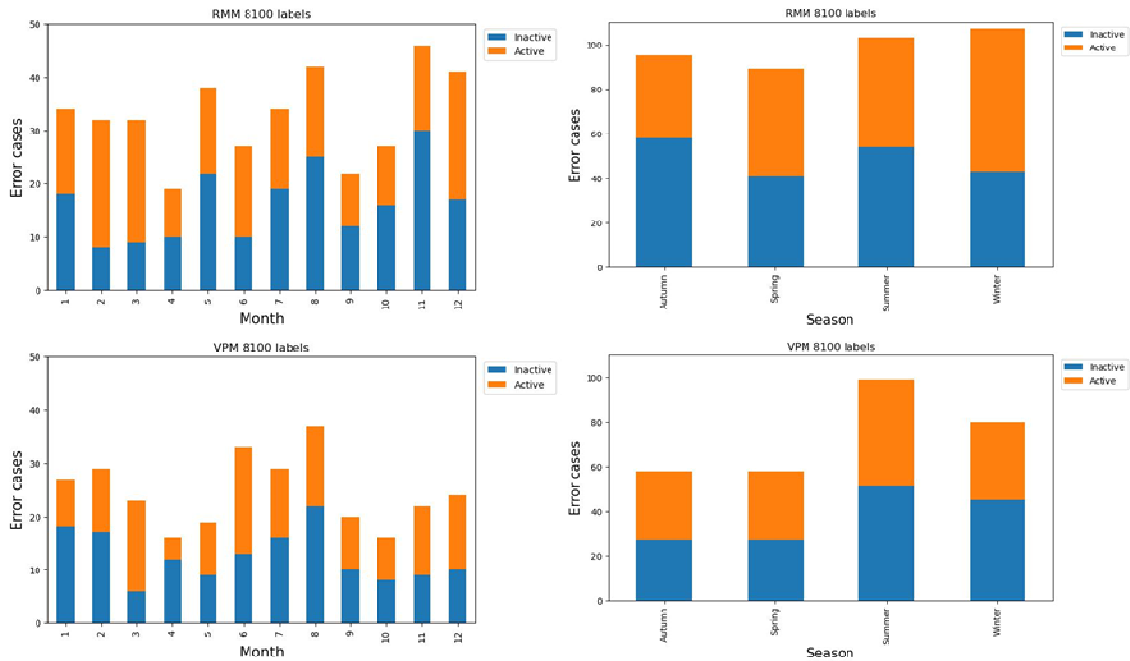 RMM 8100 labels
50
40
30
20
10
0
Error cases
1 2 3 4 5 6 7 8 9 10 11 12
Month
Inactive
Active
RMM 8100 labels
100
80
60
40
20
0
Error cases
Autumn Spring Summer Winter
Season
Inactive
Active
VPM 8100 labels
50
40
30
20
10
0
Error cases
1 2 3 4 5 6 7 8 9 10 11 12
Month
Inactive
Active
VPM 8100 labels
100
80
60
40
20
0
Error cases
Autumn Spring Summer Winter
Season
Inactive
Active